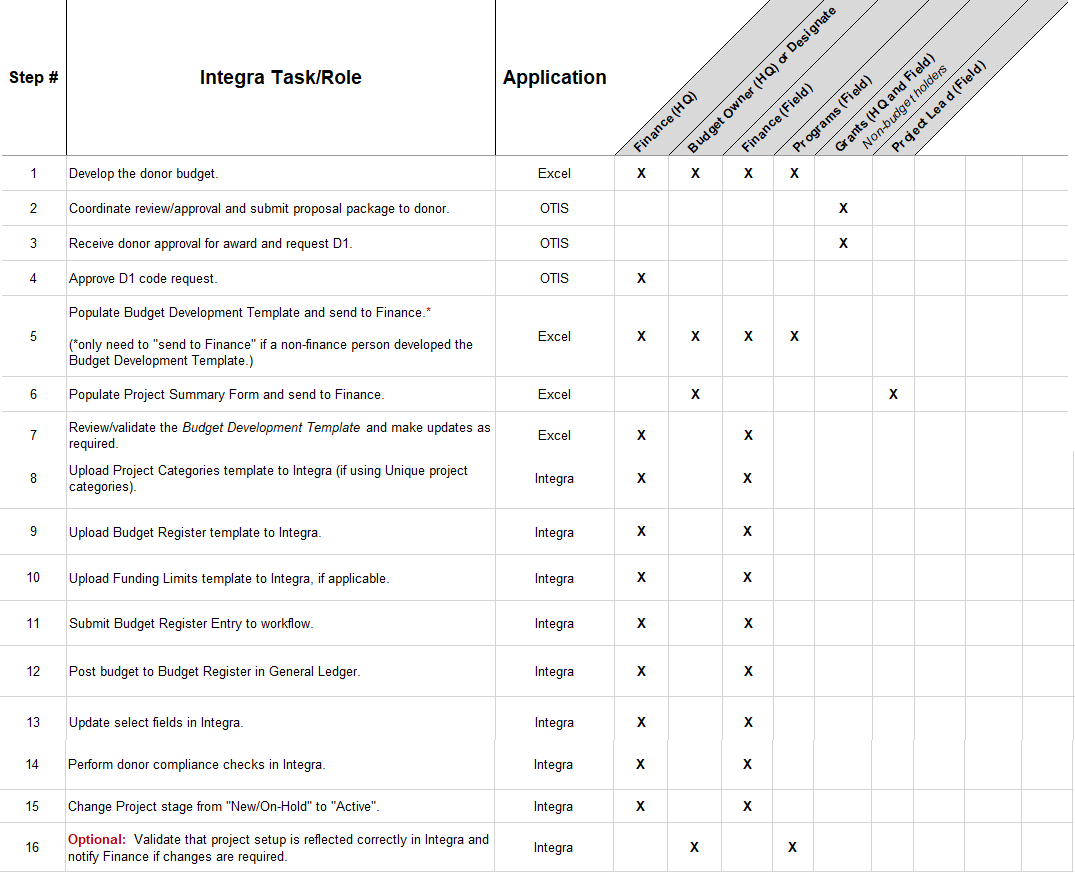 Step #
Integra Task/Role
Application
Finance (HQ)
Budget Owner (HQ) or Designate
Finance (Field)
Programs (Field)
Grants (HQ and Field)
Non-budget holders
Project Lead (Field)
1 Develop the donor budget. Excel X X X X
2 Coordinate review/approval and submit proposal package to donor. OTIS X
3 Receive donor approval for award and request D1. OTIS X
4 Approve D1 code request. OTIS X
Populate Budget Development Template and send to Finance.*
5 Excel X X X X
(*only need to "send to Finance" if a non-finance person developed the
Budget Development Template.)
6 Populate Project Summary Form and send to Finance. Excel X X
7 Review/validate the Budget Development Template and make updates as
required. Excel X X
8 Upload Project Categories template to Integra (if using Unique project
categories). Integra X X
9 Upload Budget Register template to Integra. Integra X X
10 Upload Funding Limits template to Integra, if applicable. Integra X X
11 Submit Budget Register Entry to workflow. Integra X X
12 Post budget to Budget Register in General Ledger. Integra X X
13 Update select fields in Integra. Integra X X
14 Perform donor compliance checks in Integra. Integra X X
15 Change Project stage from "New/On-Hold" to "Active". Integra X X
16 Optional: Validate that project setup is reflected correctly in Integra and
notify Finance if changes are required. Integra X X